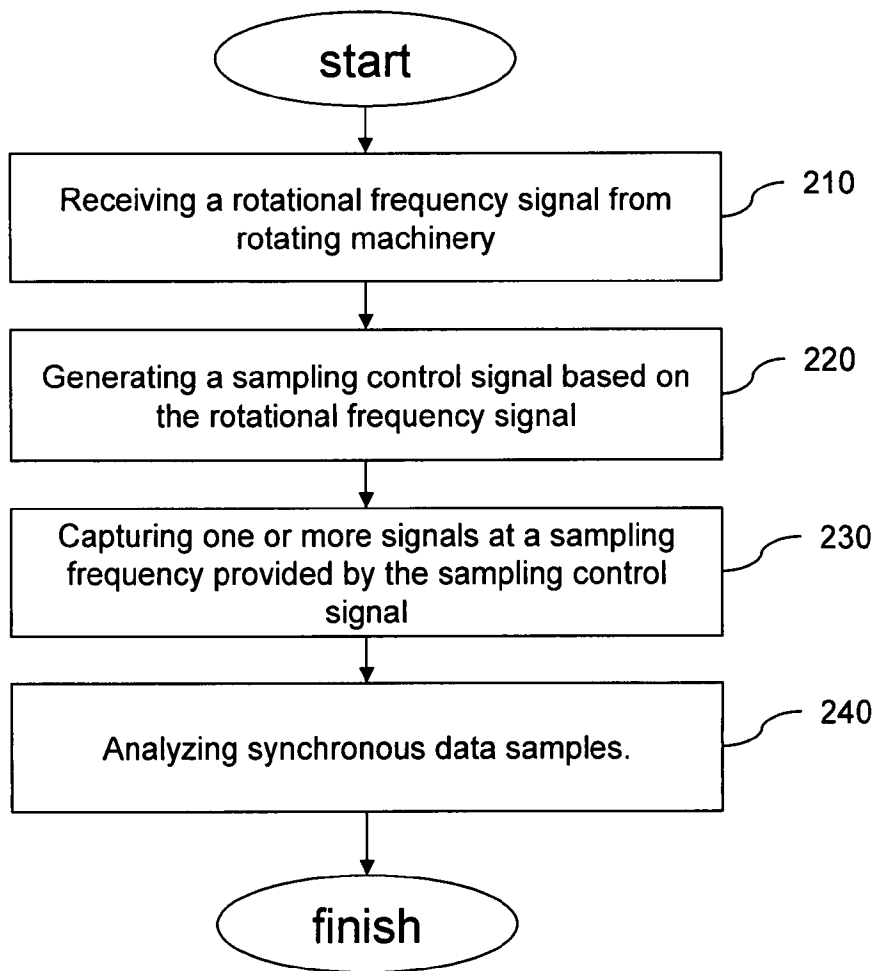 start
Receiving a rotational frequency signal from
rotating machinery
210
Generating a sampling control signal based on
the rotational frequency signal
220
Capturing one or more signals at a sampling
frequency provided by the sampling control
signal
230
Analyzing synchronous data samples.
240
finish